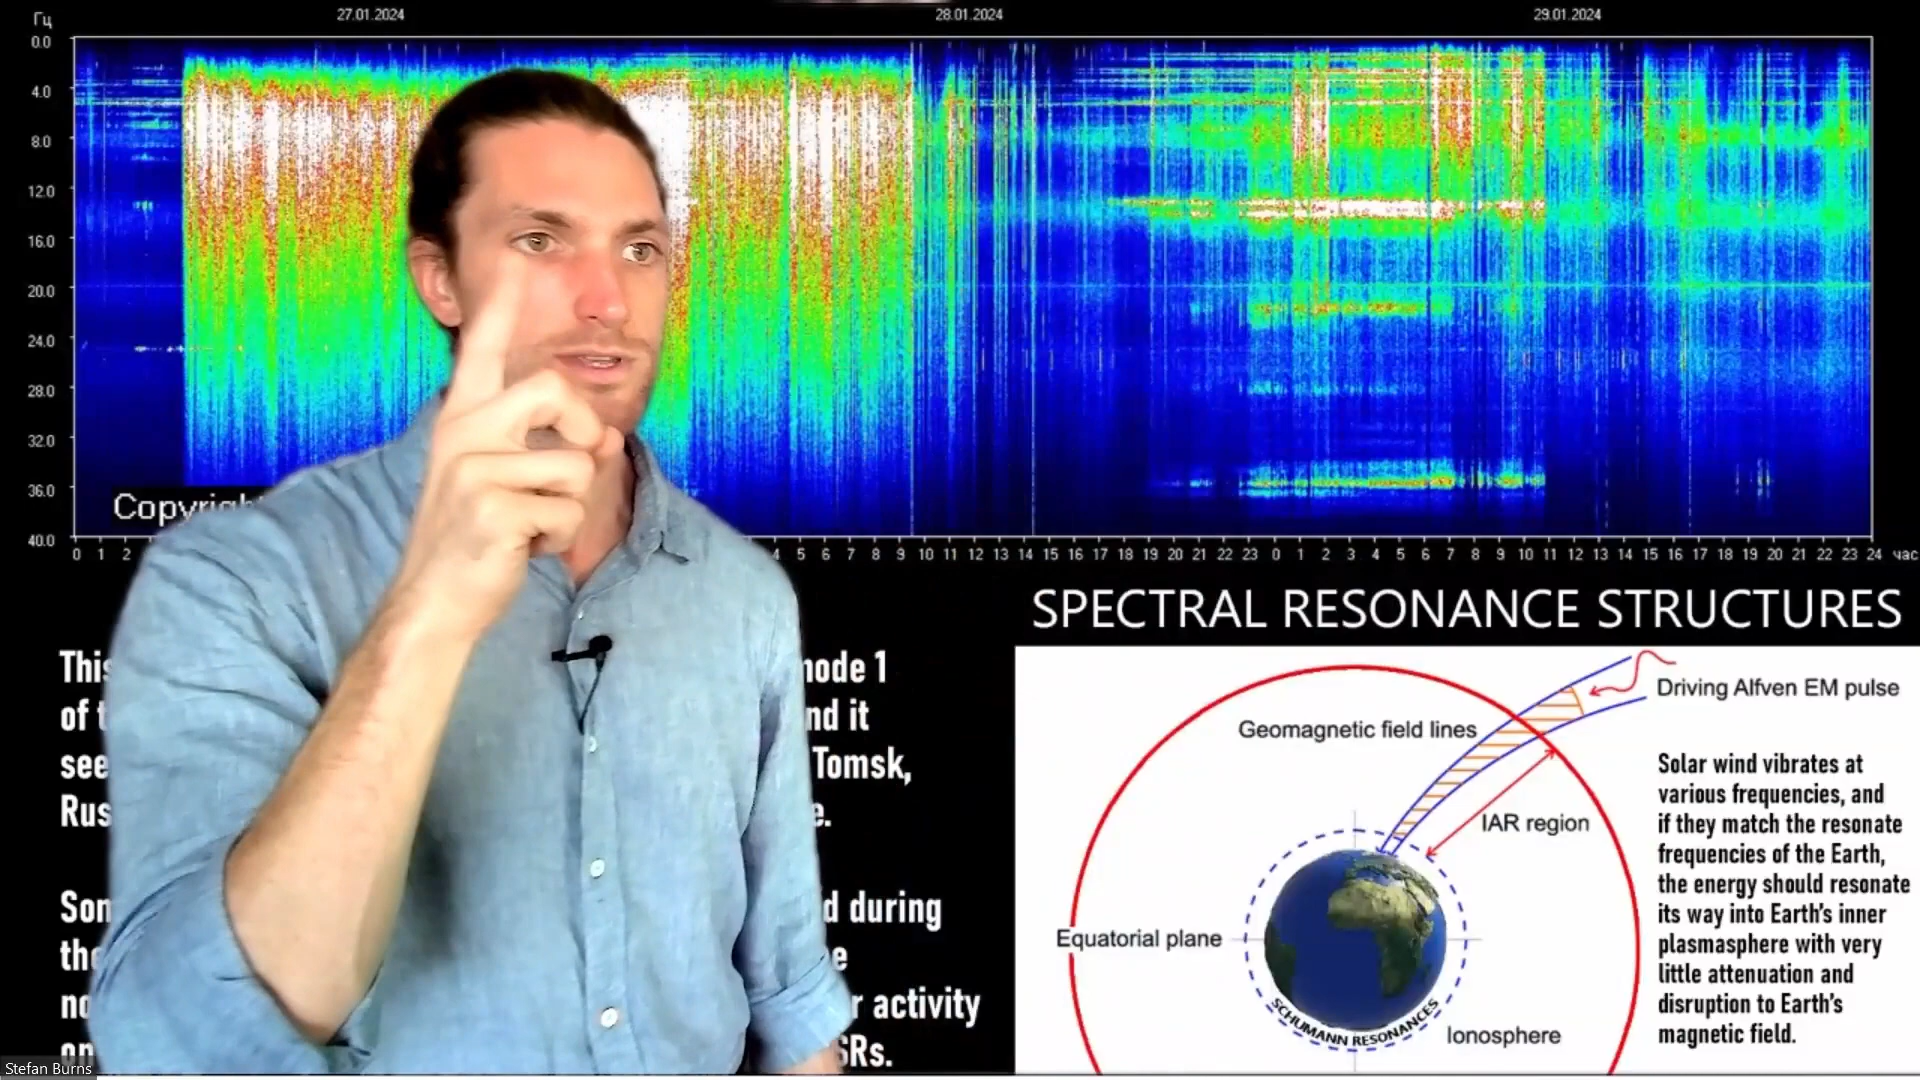 27.01.2024
28.01.2024
29.01.2024
Гц
0.0
4.0
8.0
12.0
16.0
20.0
24.0
28.0
32.0
36.0
40.0
0 1 2 4 5 6 7 8 9 10 11 12 13 14 15 16 17 18 19 20 21 22 23 0 1 2 3 4 5 6 7 8 9 10 11 12 13 14 15 16 17 18 19 20 21 22 23 24 час
This mode 1
of nd it
see Tomsk,
Rus
during
the
activity
SRs.
SPECTRAL RESONANCE STRUCTURES
Driving Alfven EM pulse
Geomagnetic field lines
IAR region
Equatorial plane
SCHUMANN RESONANCES
Ionosphere
Solar wind vibrates at
various frequencies, and
if they match the resonate
frequencies of the Earth,
the energy should resonate
its way into Earth's inner
plasmasphere with very
little attenuation and
disruption to Earth's
magnetic field.
Stefan Burns